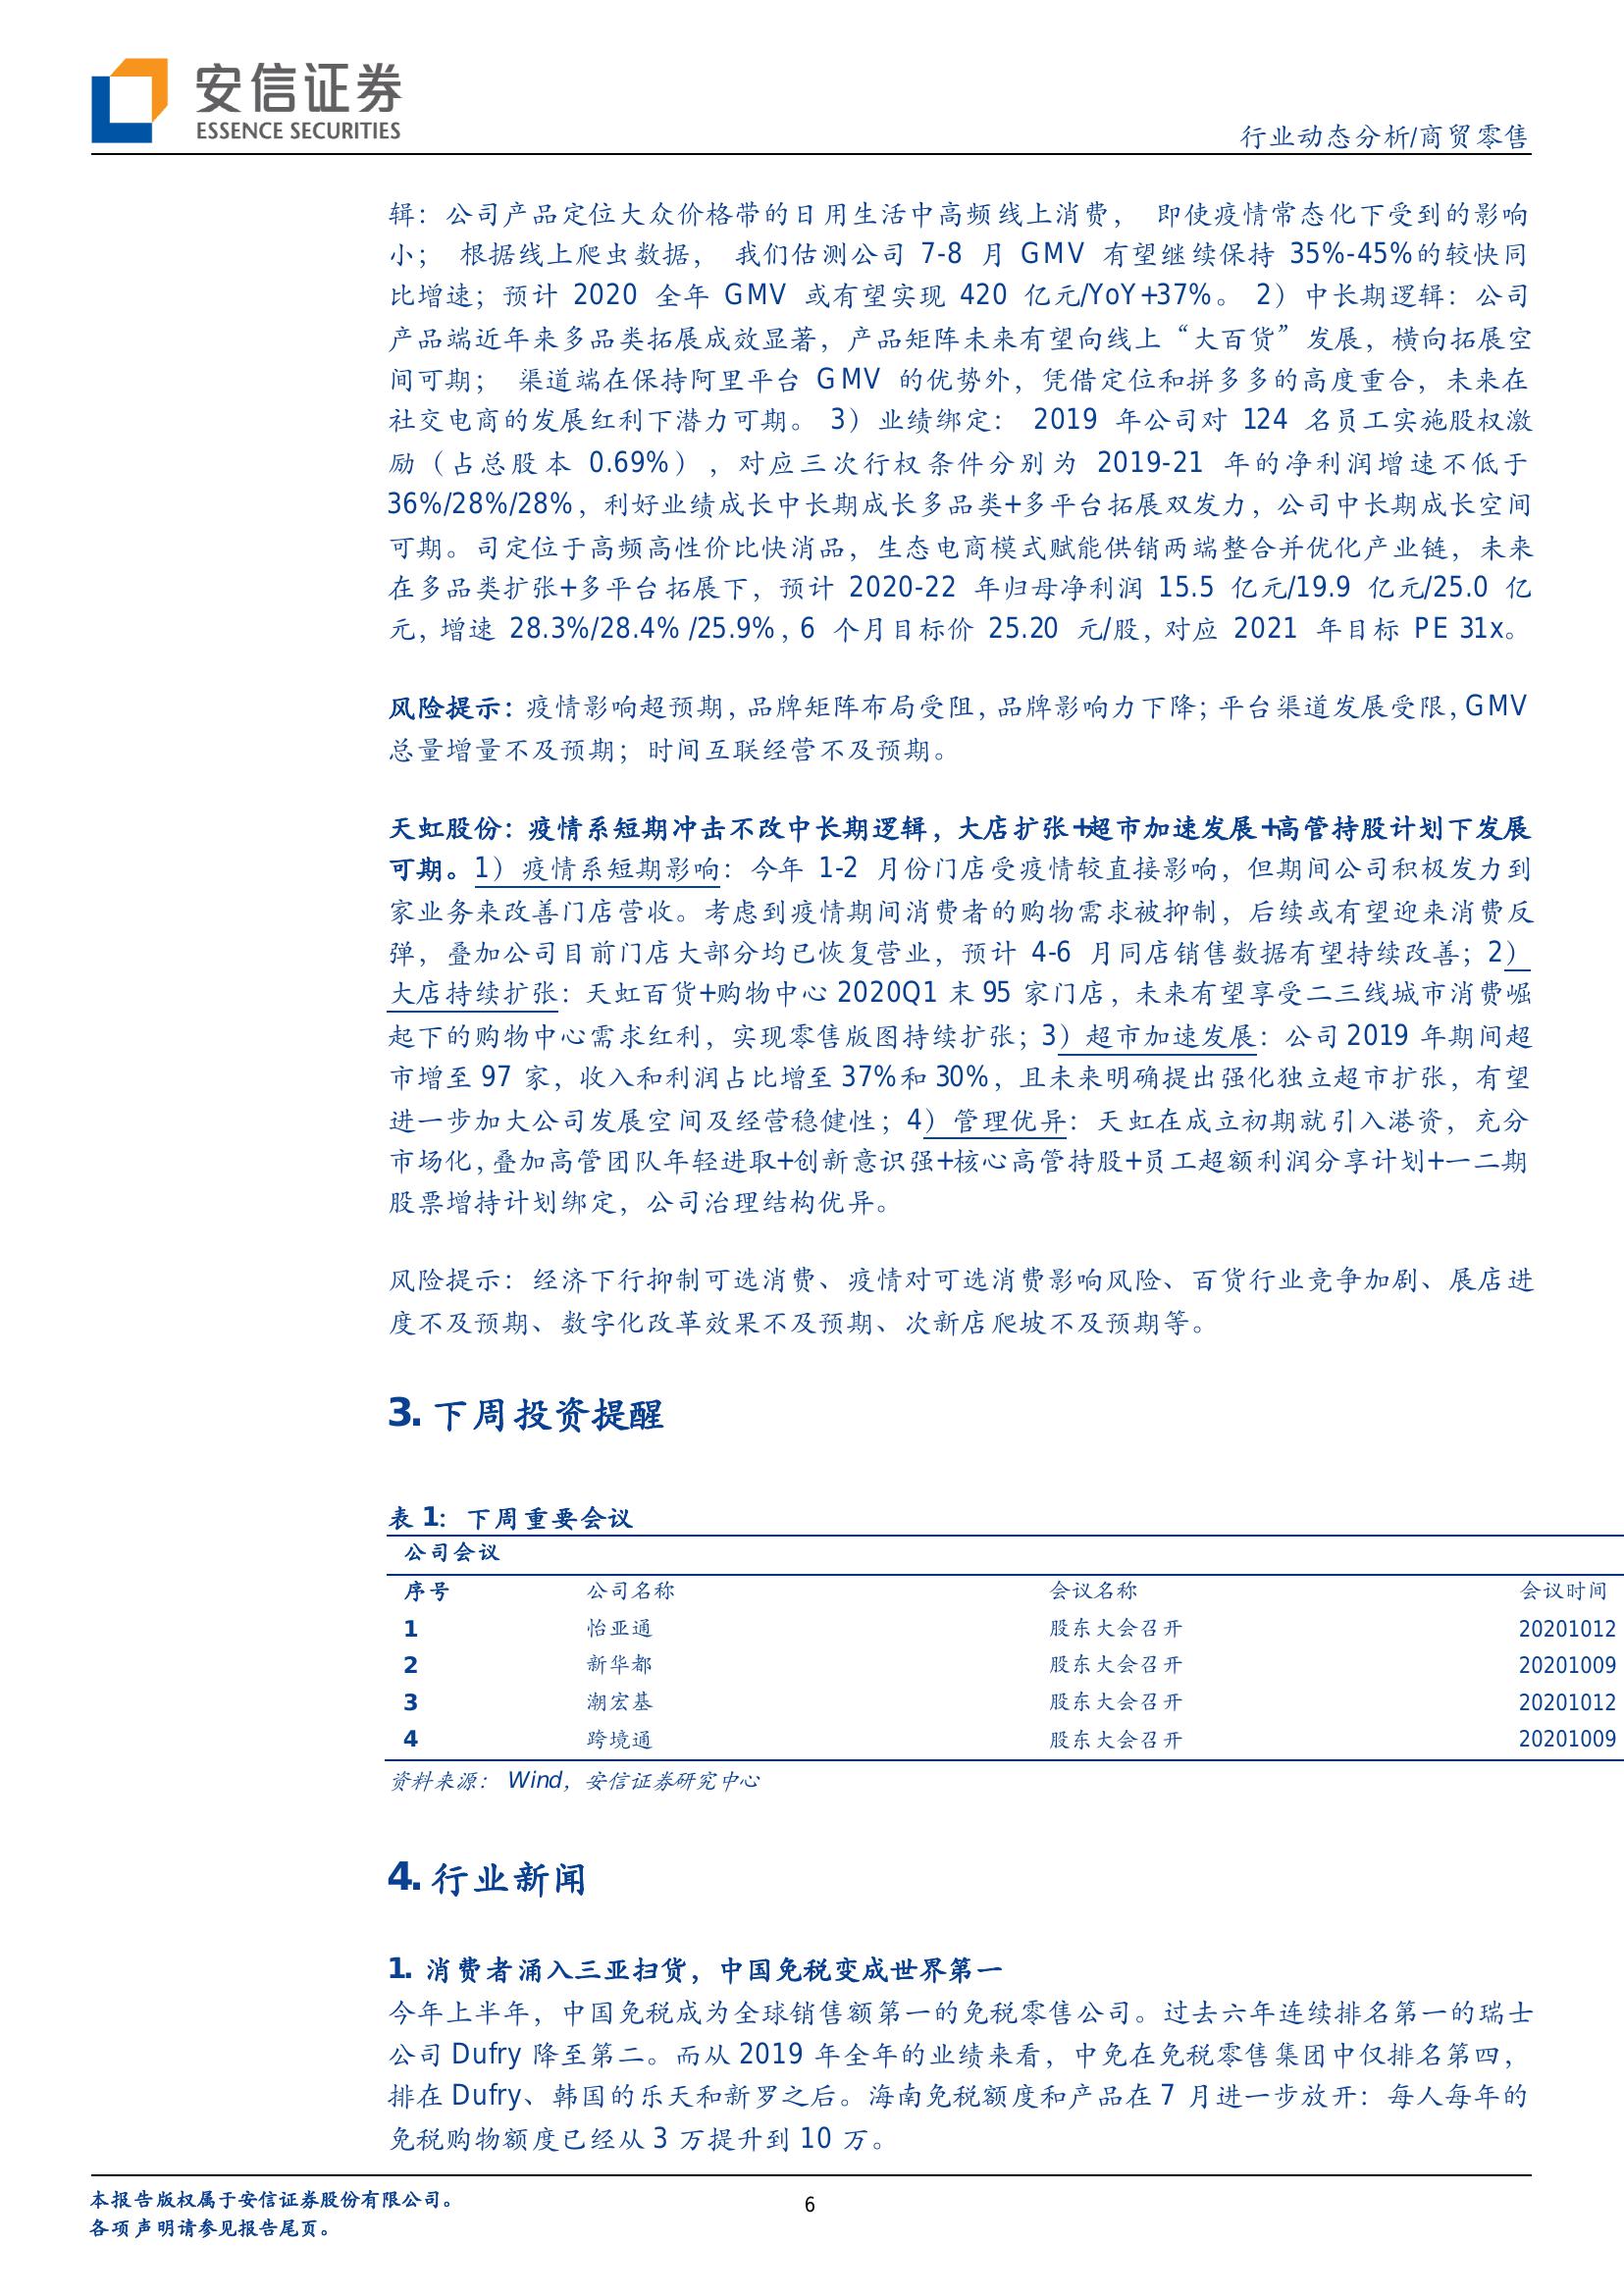 安信证券
ESSENCE SECURITIES
行业动态分析/商贸零售
辑：公司产品定位大众价格带的日用生活中高频线上消费， 即使疫情常态化下受到的影响
小； 根据线上爬虫数据， 我们估测公司 7-8 月 GMV 有望继续保持 35%-45%的较快同
比增速；预计 2020 全年 GMV 或有望实现 420 亿元/YoY+37%。 2）中长期逻辑：公司
产品端近年来多品类拓展成效显著，产品矩阵未来有望向线上“大百货”发展，横向拓展空
间可期； 渠道端在保持阿里平台 GMV 的优势外，凭借定位和拼多多的高度重合，未来在
社交电商的发展红利下潜力可期。 3）业绩绑定： 2019 年公司对 124 名员工实施股权激
励（占总股本 0.69%），对应三次行权条件分别为 2019-21 年的净利润增速不低于
36%/28%/28%，利好业绩成长中长期成长多品类+多平台拓展双发力，公司中长期成长空间
可期。司定位于高频高性价比快消品，生态电商模式赋能供销两端整合并优化产业链，未来
在多品类扩张+多平台拓展下，预计 2020-22 年归母净利润 15.5 亿元/19.9 亿元/25.0 亿
元，增速 28.3%/28.4% /25.9%，6 个月目标价 25.20 元/股，对应 2021 年目标 PE 31x。
风险提示：疫情影响超预期，品牌矩阵布局受阻，品牌影响力下降；平台渠道发展受限，GMV
总量增量不及预期；时间互联经营不及预期。
天虹股份：疫情系短期冲击不改中长期逻辑，大店扩张+超市加速发展+高管持股计划下发展
可期。1）疫情系短期影响：今年 1-2 月份门店受疫情较直接影响，但期间公司积极发力到
家业务来改善门店营收。考虑到疫情期间消费者的购物需求被抑制，后续或有望迎来消费反
弹，叠加公司目前门店大部分均已恢复营业，预计 4-6 月同店销售数据有望持续改善；2）
大店持续扩张：天虹百货+购物中心 2020Q1 末 95 家门店，未来有望享受二三线城市消费崛
起下的购物中心需求红利，实现零售版图持续扩张；3）超市加速发展：公司 2019 年期间超
市增至 97 家，收入和利润占比增至 37%和 30%，且未来明确提出强化独立超市扩张，有望
进一步加大公司发展空间及经营稳健性；4）管理优异：天虹在成立初期就引入港资，充分
市场化，叠加高管团队年轻进取+创新意识强+核心高管持股+员工超额利润分享计划+一二期
股票增持计划绑定，公司治理结构优异。
风险提示：经济下行抑制可选消费、疫情对可选消费影响风险、百货行业竞争加剧、展店进
度不及预期、数字化改革效果不及预期、次新店爬坡不及预期等。
3. 下周投资提醒
表 1：下周重要会议
公司会议
序号 公司名称 会议名称 会议时间
1 怡亚通 股东大会召开 20201012
2 新华都 股东大会召开 20201009
3 潮宏基 股东大会召开 20201012
4 跨境通 股东大会召开 20201009
资料来源： Wind，安信证券研究中心
4. 行业新闻
1. 消费者涌入三亚扫货，中国免税变成世界第一
今年上半年，中国免税成为全球销售额第一的免税零售公司。过去六年连续排名第一的瑞士
公司 Dufry 降至第二。而从 2019 年全年的业绩来看，中免在免税零售集团中仅排名第四，
排在 Dufry、韩国的乐天和新罗之后。海南免税额度和产品在 7 月进一步放开：每人每年的
免税购物额度已经从 3 万提升到 10 万。
本报告版权属于安信证券股份有限公司。
各项声明请参见报告尾页。
6